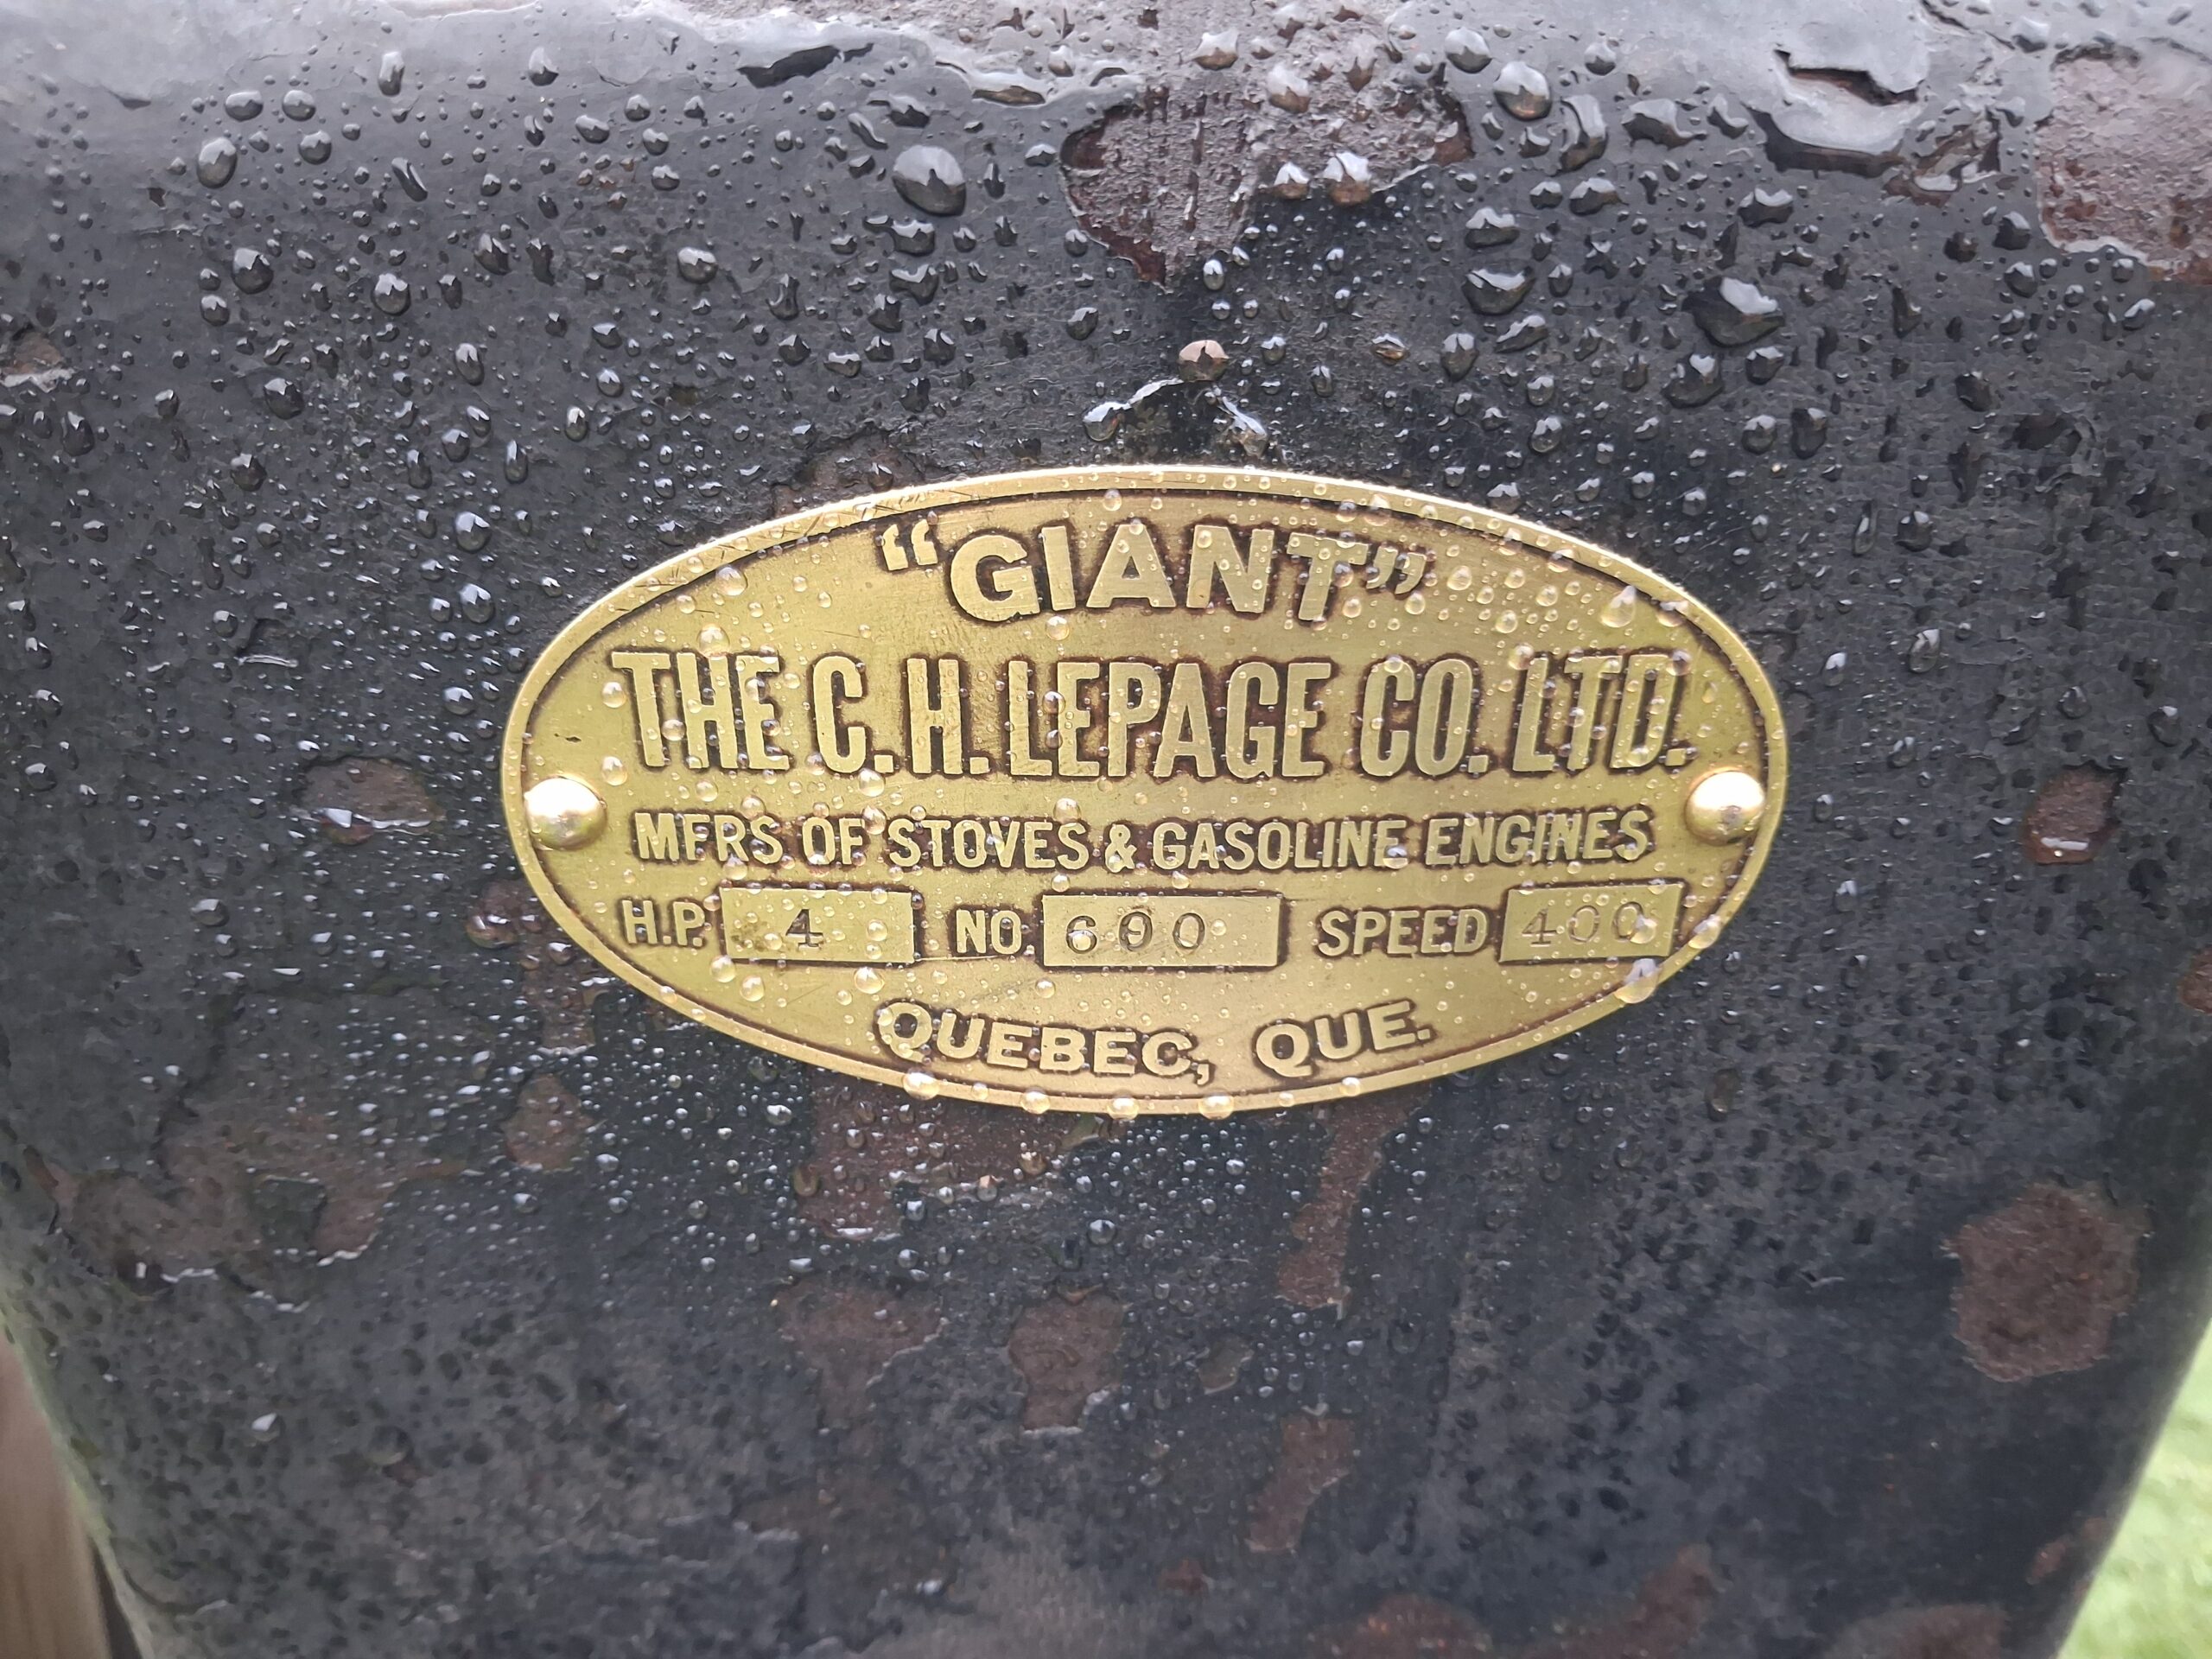 “GIANT”
THE C.H. LEPAGE CO. LTD.
MFRS OF STOVES & GASOLINE ENGINES
H.P. 4 NO. 600 SPEED 400
QUEBEC, QUE.